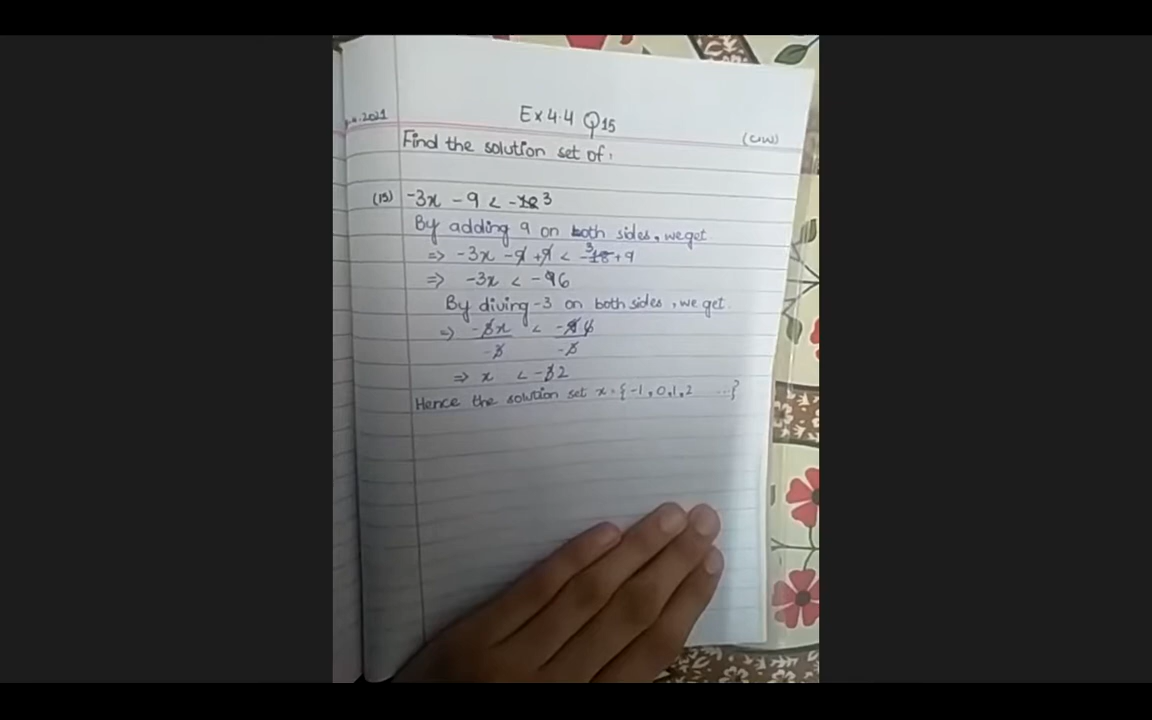 Ex 4.4 Q15
.2021
(CW)
Find the solution set of:
(15) -3x - 9 < -3
By adding 9 on both sides, we get
⇒ -3x - 9 + 9 < -3 + 9
⇒ -3x < -6
By diving -3 on both sides, we get.
⇒ -3x < -6
-3 -3
⇒ x < -2
Hence the solution set x = {-1, 0, 1, 2 ...}